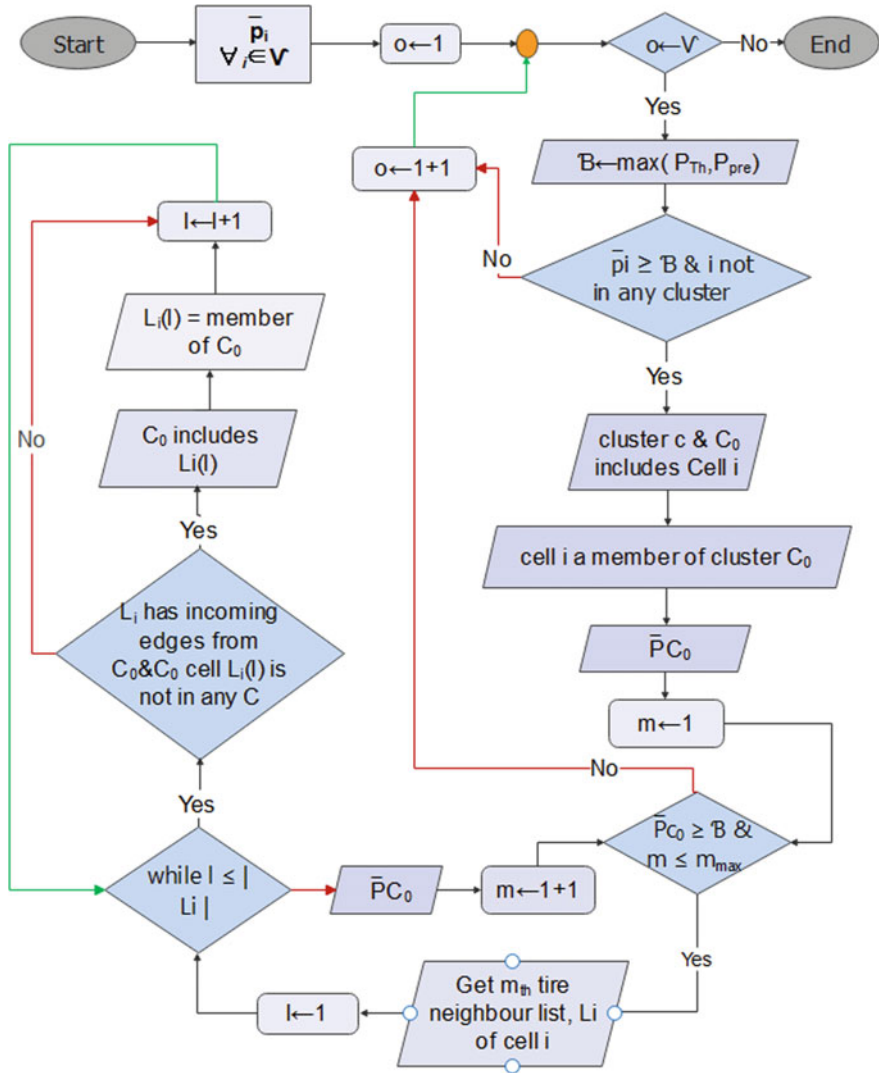 Start
p̄i
∀ i∈V
o←1
o←V
No
End
Yes
o←1+1
Ɓ←max( PTh,Ppre)
l←l+1
No
p̄i ≥ Ɓ & i not
in any cluster
Li(l) = member
of C0
Yes
No
C0 includes
Li(l)
cluster c & C0
includes Cell i
Yes
cell i a member of cluster C0
Li has incoming
edges from
C0&C0 cell Li(l) is
not in any C
P̄C0
m←1
No
Yes
P̄c0 ≥ Ɓ &
m ≤ mmax
while l ≤ |
Li |
P̄C0
m←1+1
Yes
Get mth tire
neighbour list, Li
of cell i
l←1